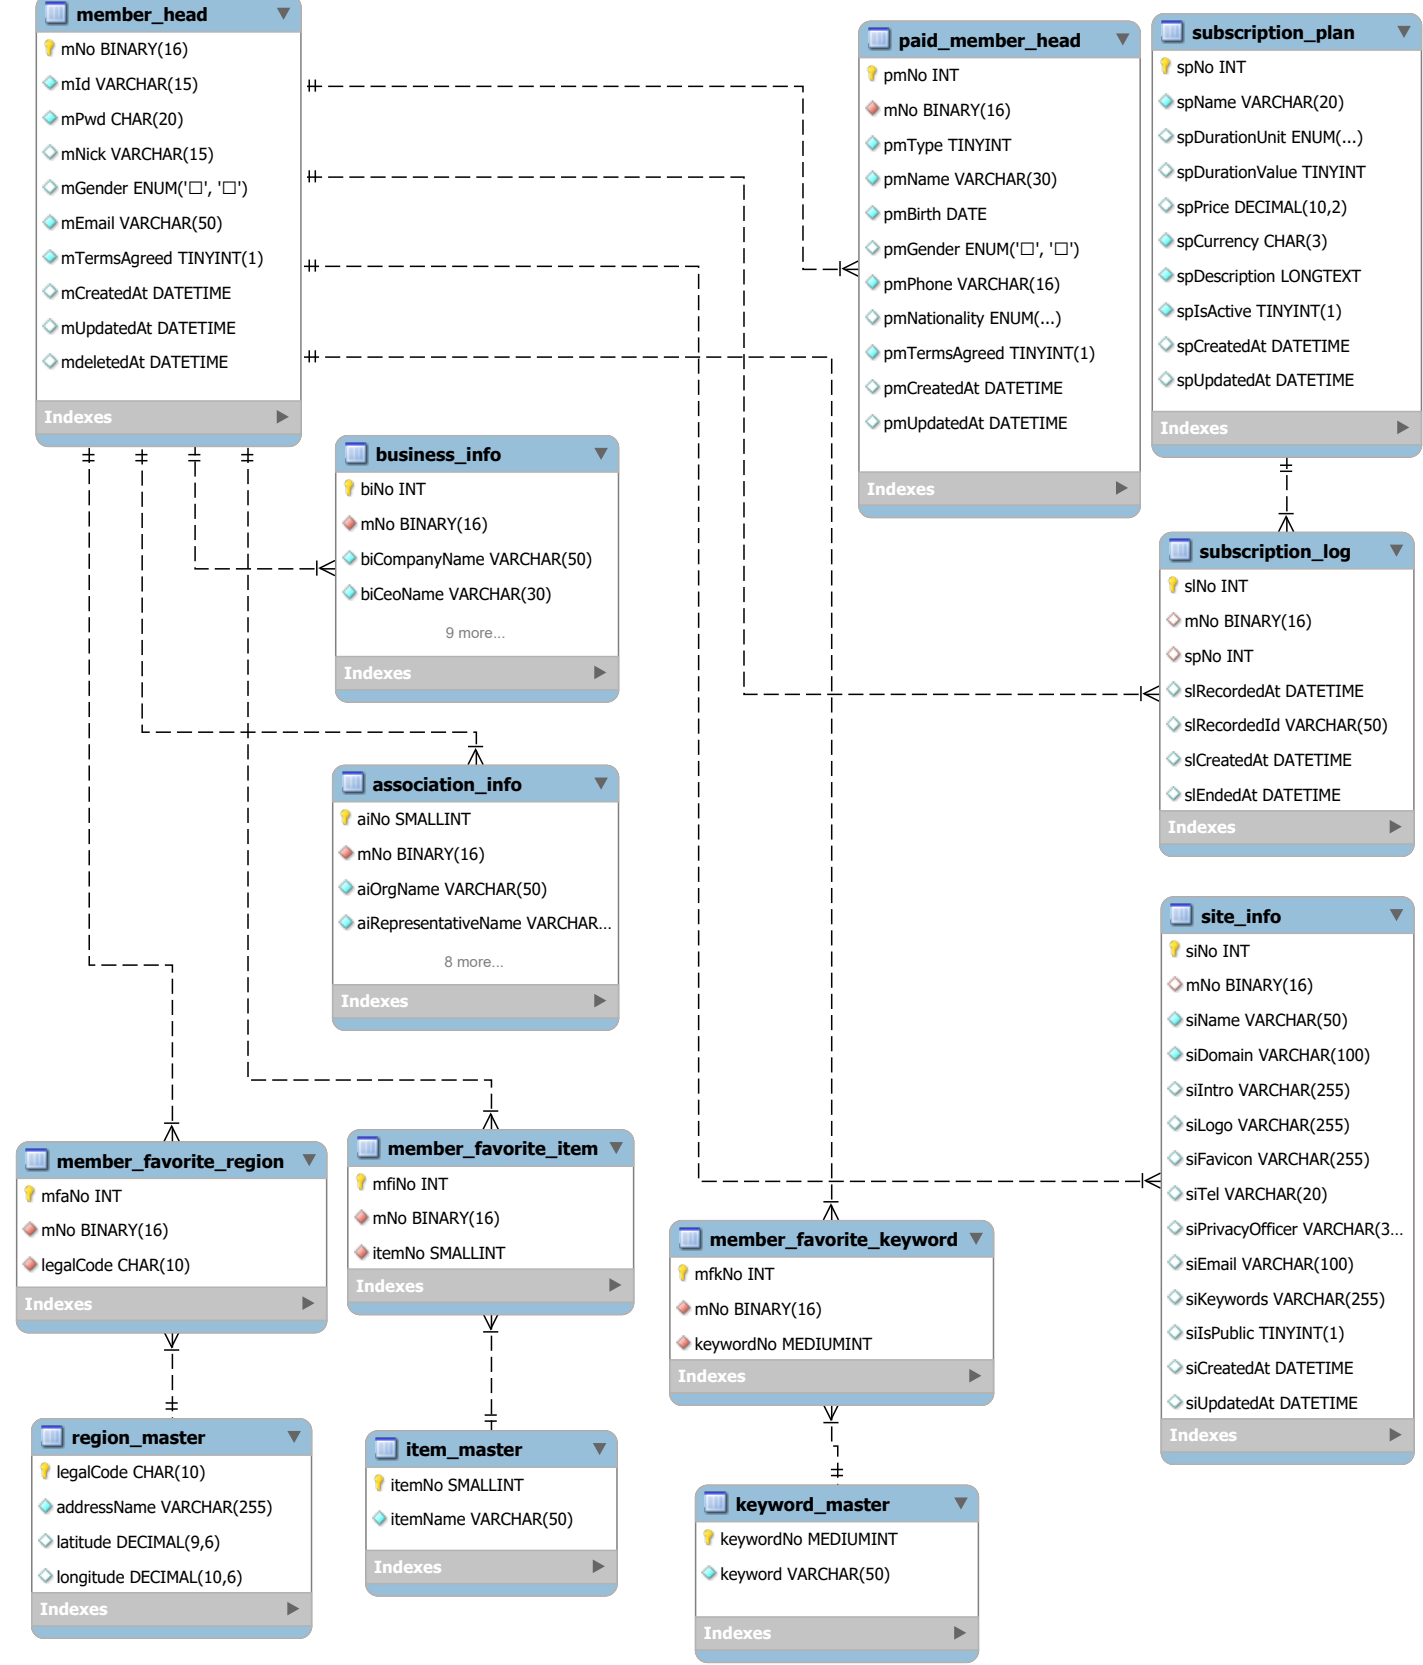 member_head
mNo BINARY(16)
mId VARCHAR(15)
mPwd CHAR(20)
mNick VARCHAR(15)
mGender ENUM('□', '□')
mEmail VARCHAR(50)
mTermsAgreed TINYINT(1)
mCreatedAt DATETIME
mUpdatedAt DATETIME
mdeletedAt DATETIME
Indexes
paid_member_head
pmNo INT
mNo BINARY(16)
pmType TINYINT
pmName VARCHAR(30)
pmBirth DATE
pmGender ENUM('□', '□')
pmPhone VARCHAR(16)
pmNationality ENUM(...)
pmTermsAgreed TINYINT(1)
pmCreatedAt DATETIME
pmUpdatedAt DATETIME
Indexes
subscription_plan
spNo INT
spName VARCHAR(20)
spDurationUnit ENUM(...)
spDurationValue TINYINT
spPrice DECIMAL(10,2)
spCurrency CHAR(3)
spDescription LONGTEXT
spIsActive TINYINT(1)
spCreatedAt DATETIME
spUpdatedAt DATETIME
Indexes
business_info
biNo INT
mNo BINARY(16)
biCompanyName VARCHAR(50)
biCeoName VARCHAR(30)
9 more...
Indexes
subscription_log
slNo INT
mNo BINARY(16)
spNo INT
slRecordedAt DATETIME
slRecordedId VARCHAR(50)
slCreatedAt DATETIME
slEndedAt DATETIME
Indexes
association_info
aiNo SMALLINT
mNo BINARY(16)
aiOrgName VARCHAR(50)
aiRepresentativeName VARCHAR...
8 more...
Indexes
site_info
siNo INT
mNo BINARY(16)
siName VARCHAR(50)
siDomain VARCHAR(100)
siIntro VARCHAR(255)
siLogo VARCHAR(255)
siFavicon VARCHAR(255)
siTel VARCHAR(20)
siPrivacyOfficer VARCHAR(3...
siEmail VARCHAR(100)
siKeywords VARCHAR(255)
siIsPublic TINYINT(1)
siCreatedAt DATETIME
siUpdatedAt DATETIME
Indexes
member_favorite_region
mfaNo INT
mNo BINARY(16)
legalCode CHAR(10)
Indexes
member_favorite_item
mfiNo INT
mNo BINARY(16)
itemNo SMALLINT
Indexes
member_favorite_keyword
mfkNo INT
mNo BINARY(16)
keywordNo MEDIUMINT
Indexes
region_master
legalCode CHAR(10)
addressName VARCHAR(255)
latitude DECIMAL(9,6)
longitude DECIMAL(10,6)
Indexes
item_master
itemNo SMALLINT
itemName VARCHAR(50)
Indexes
keyword_master
keywordNo MEDIUMINT
keyword VARCHAR(50)
Indexes